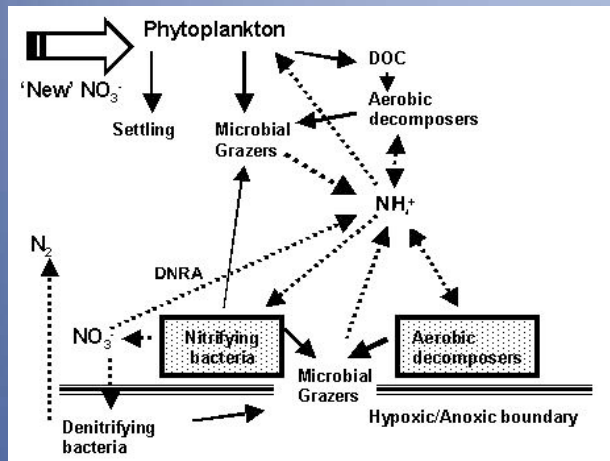 Phytoplankton
'New' NO3-
DOC
Settling
Microbial
Grazers
Aerobic
decomposers
NH4+
N2
DNRA
NO3-
Nitrifying
bacteria
Aerobic
decomposers
Microbial
Grazers
Denitrifying
bacteria
Hypoxic/Anoxic boundary